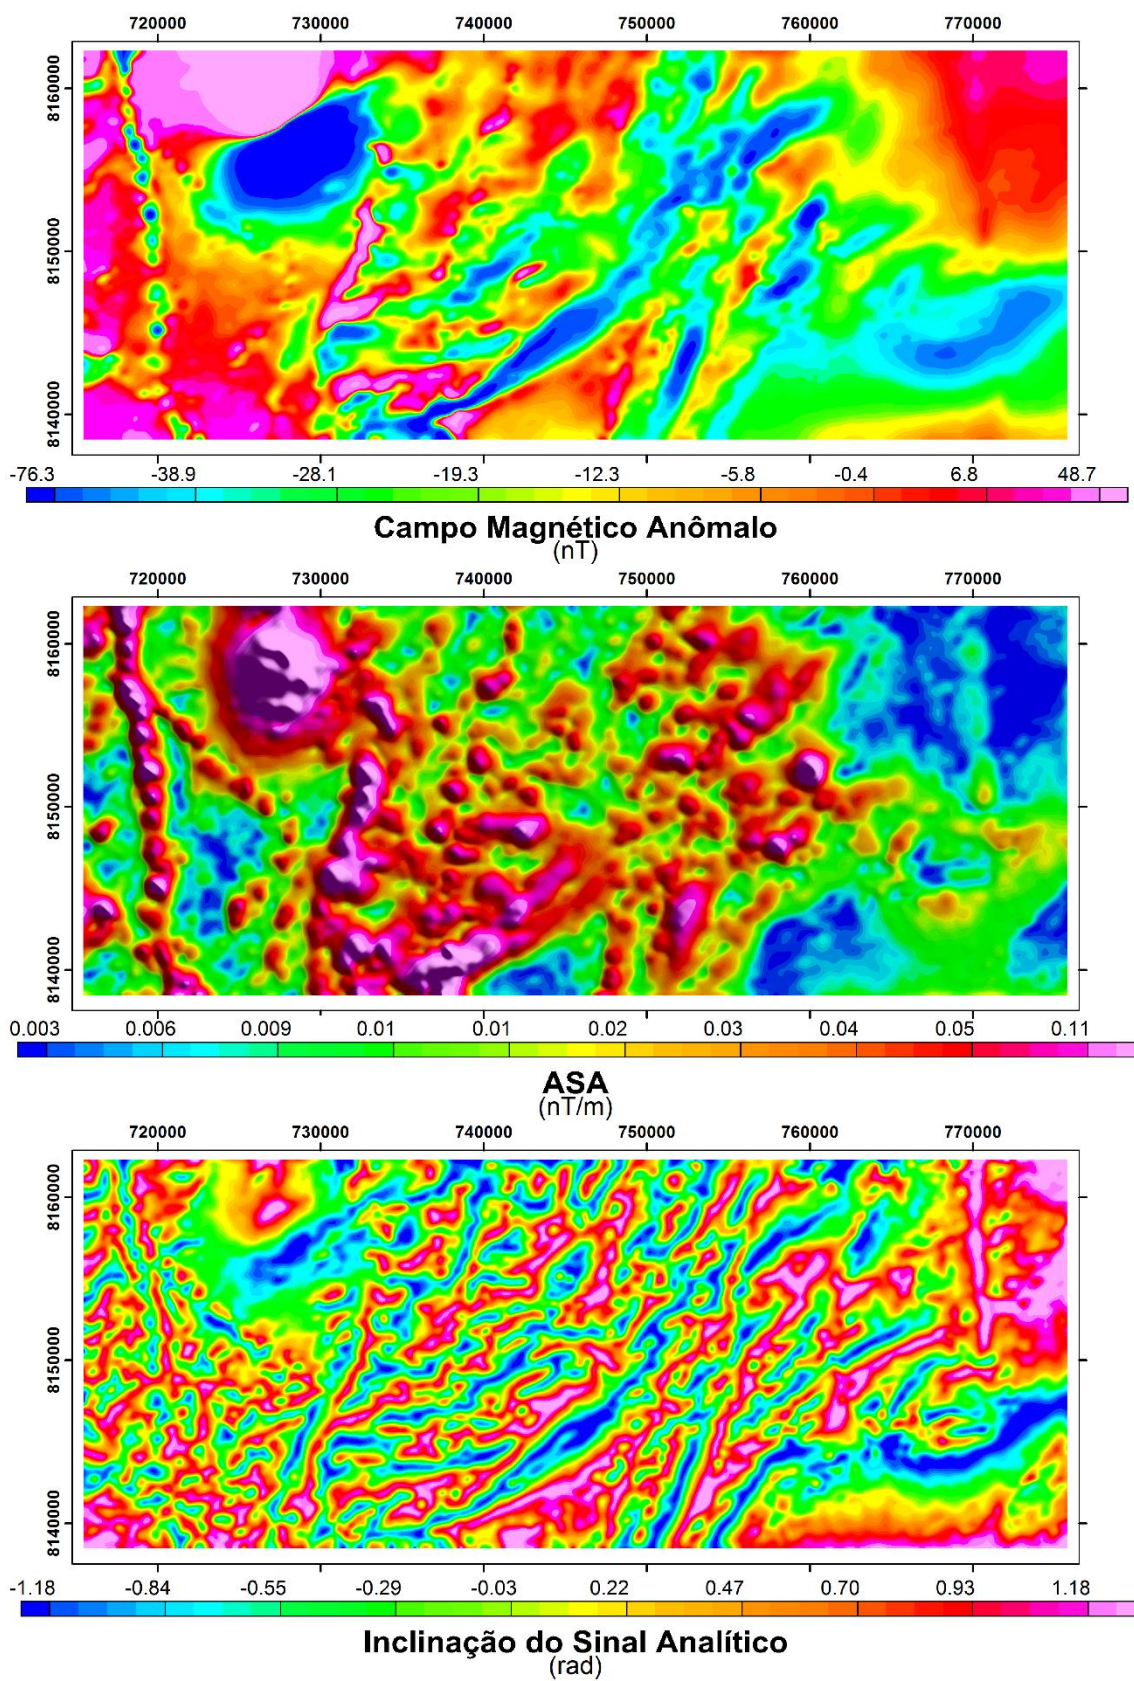 720000 730000 740000 750000 760000 770000
8160000
8150000
8140000
-76.3 -38.9 -28.1 -19.3 -12.3 -5.8 -0.4 6.8 48.7
Campo Magnético Anômalo
(nT)
720000 730000 740000 750000 760000 770000
8160000
8150000
8140000
0.003 0.006 0.009 0.01 0.01 0.02 0.03 0.04 0.05 0.11
ASA
(nT/m)
720000 730000 740000 750000 760000 770000
8160000
8150000
8140000
-1.18 -0.84 -0.55 -0.29 -0.03 0.22 0.47 0.70 0.93 1.18
Inclinação do Sinal Analítico
(rad)